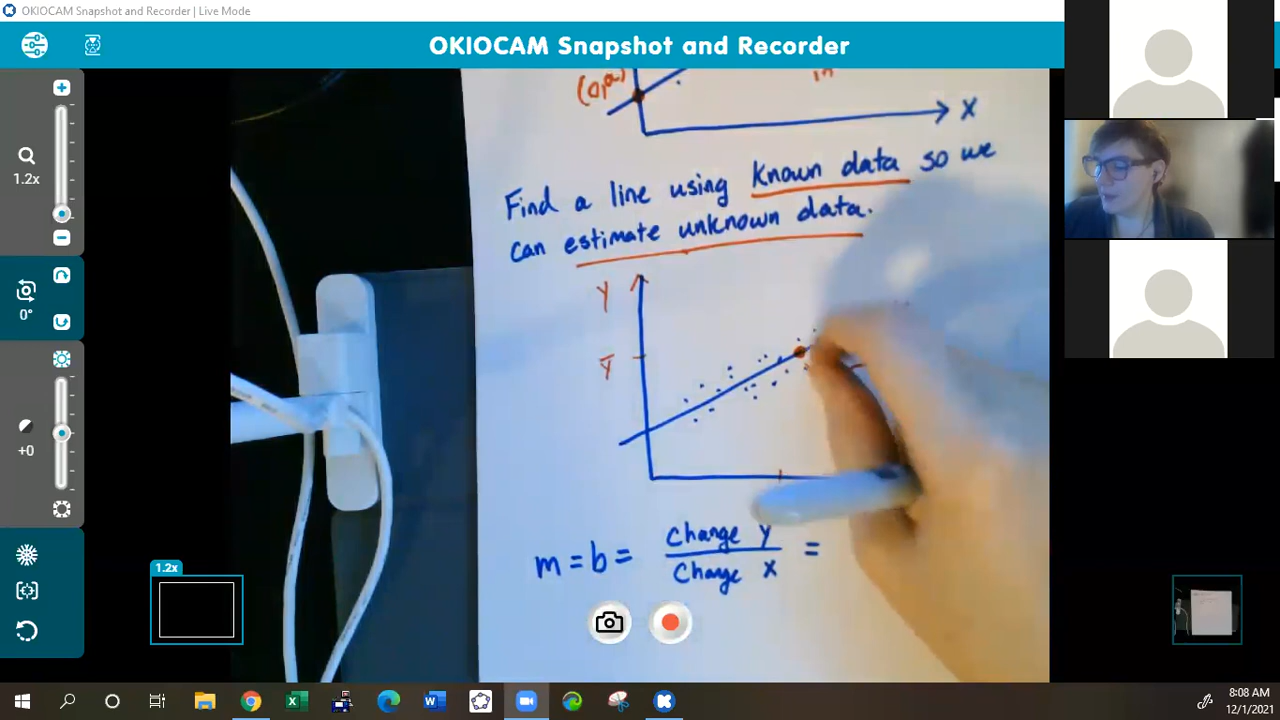 OKIOCAM Snapshot and Recorder | Live Mode
OKIOCAM Snapshot and Recorder
1.2x
0°
+0
(0,a)
X
Find a line using known data so we
can estimate unknown data.
Y
Y̅
m = b = Change y / Change x =
1.2x
8:08 AM
12/1/2021